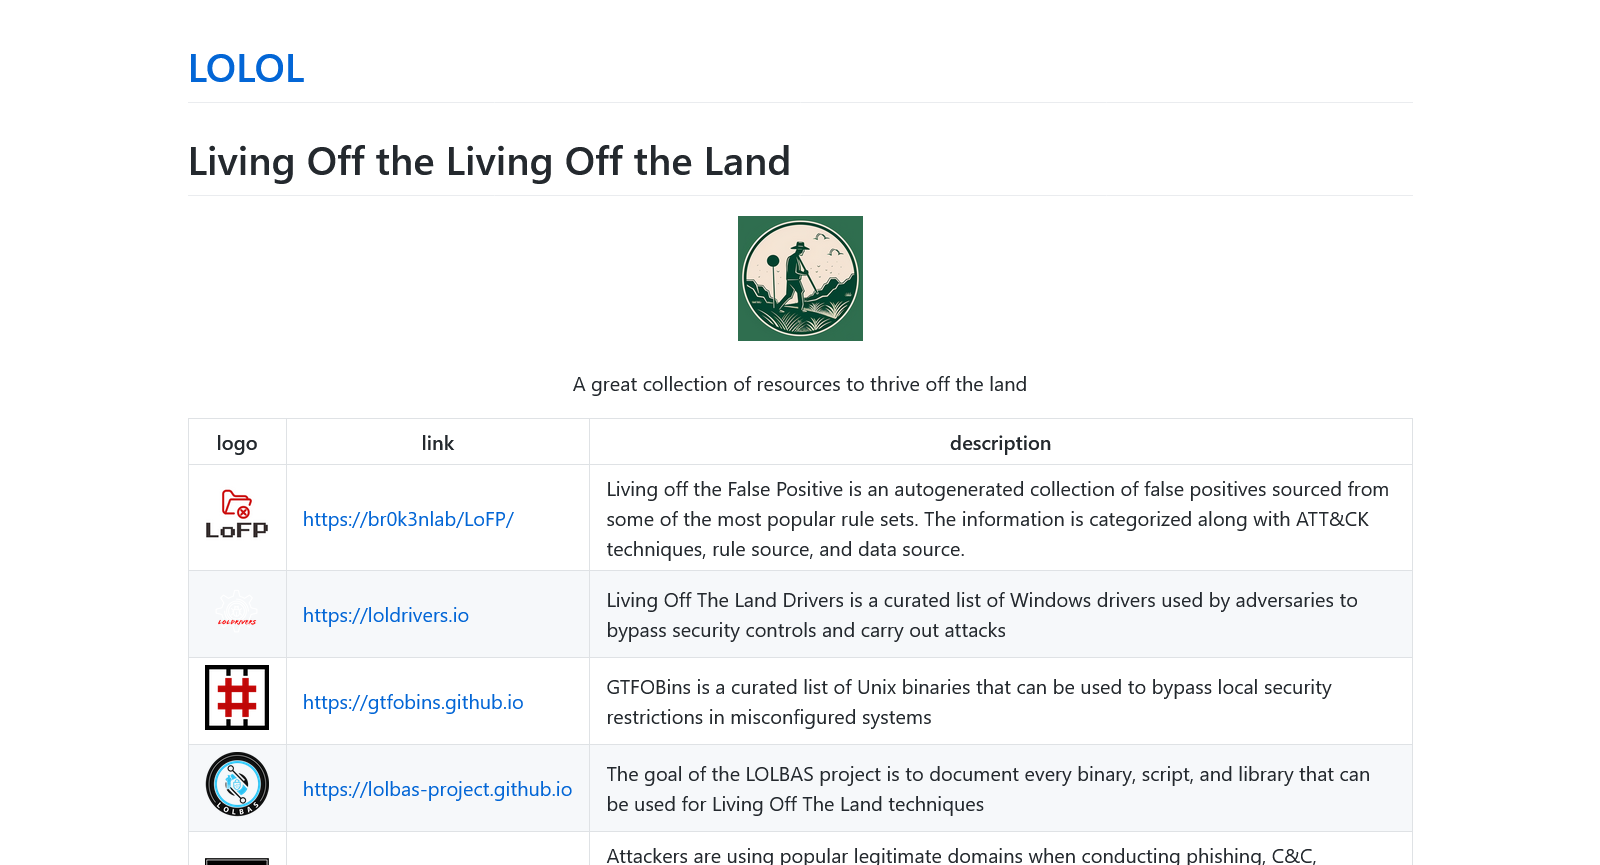 LOLOL
Living Off the Living Off the Land
A great collection of resources to thrive off the land
logo link description
LoFP
https://br0k3nlab/LoFP/
Living off the False Positive is an autogenerated collection of false positives sourced from
some of the most popular rule sets. The information is categorized along with ATT&CK
techniques, rule source, and data source.
LOLDRIVERS
https://loldrivers.io
Living Off The Land Drivers is a curated list of Windows drivers used by adversaries to
bypass security controls and carry out attacks
https://gtfobins.github.io
GTFOBins is a curated list of Unix binaries that can be used to bypass local security
restrictions in misconfigured systems
LOLBAS
https://lolbas-project.github.io
The goal of the LOLBAS project is to document every binary, script, and library that can
be used for Living Off The Land techniques
Attackers are using popular legitimate domains when conducting phishing, C&C,